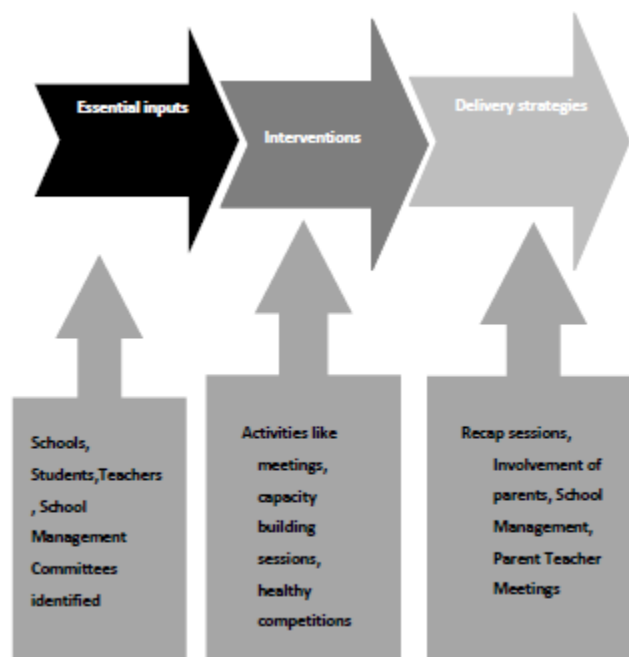 Essential inputs
Interventions
Delivery strategies
Schools,
Students,Teachers
, School
Management
Committees
identified
Activities like
meetings,
capacity
building
sessions,
healthy
competitions
Recap sessions,
Involvement of
parents, School
Management,
Parent Teacher
Meetings